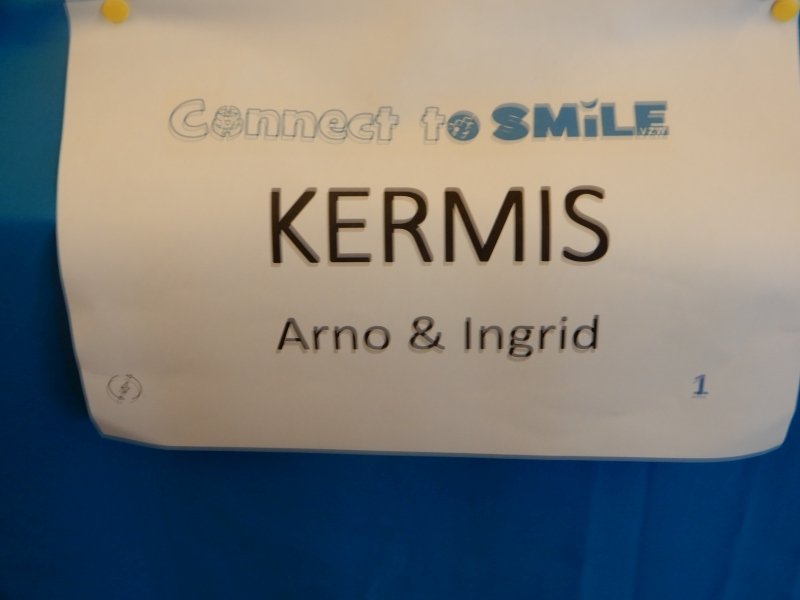 Connect to SMiLE vzw
KERMIS
Arno & Ingrid
1